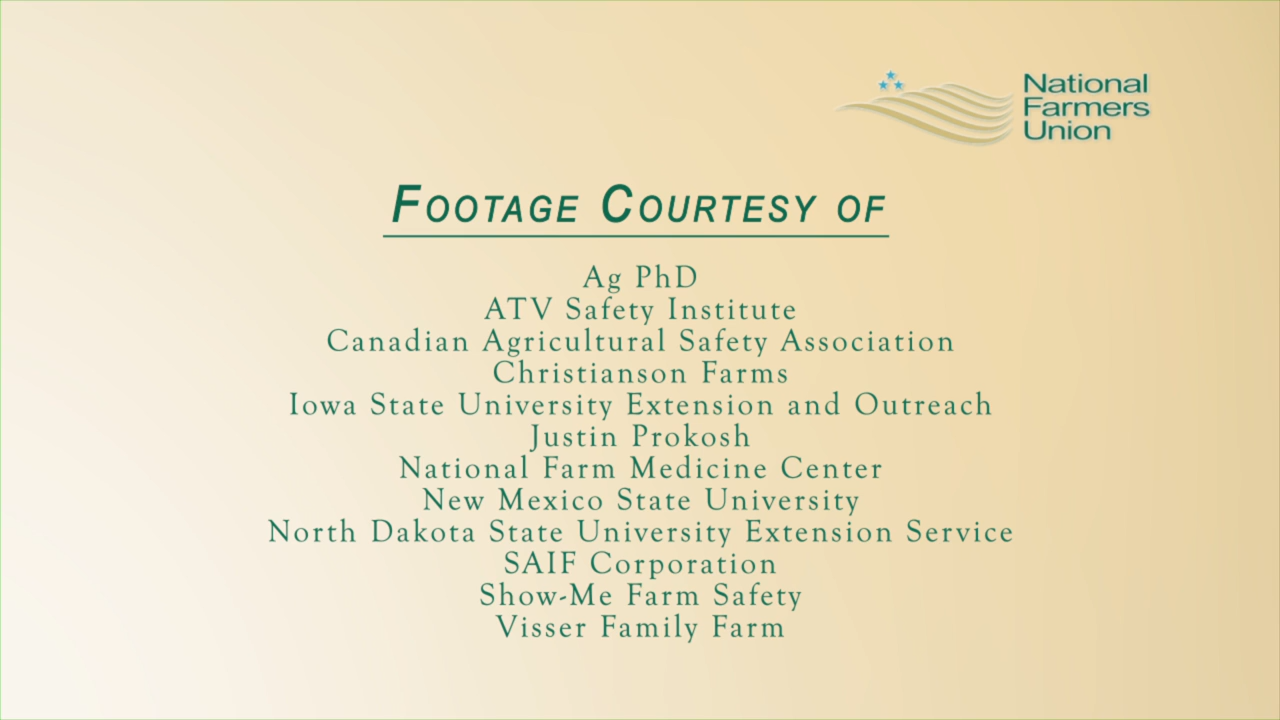 National
Farmers
Union
FOOTAGE COURTESY OF
Ag PhD
ATV Safety Institute
Canadian Agricultural Safety Association
Christianson Farms
Iowa State University Extension and Outreach
Justin Prokosh
National Farm Medicine Center
New Mexico State University
North Dakota State University Extension Service
SAIF Corporation
Show-Me Farm Safety
Visser Family Farm